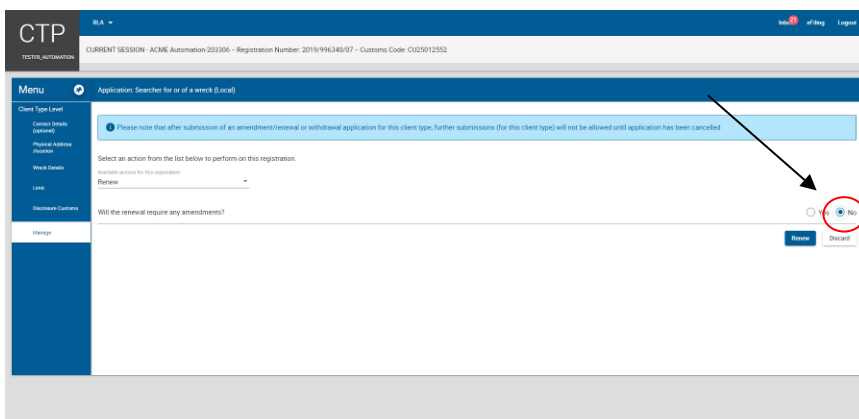 CTP
TESTER_AUTOMATION
RLA
Inbox 21 eFiling Logout
CURRENT SESSION - ACME Automation-203306 – Registration Number: 2019/996340/07 – Customs Code: CU25012552
Menu
Application: Searcher for or of a wreck (Local)
Client Type Level
Contact Details (optional)
Physical Address
Wreck Details
Limit
Disclosure Customs
Manage
Please note that after submission of an amendment/renewal or withdrawal application for this client type, further submissions (for this client type) will not be allowed until application has been cancelled
Select an action from the list below to perform on this registration.
Available actions for this registration
Renew
Will the renewal require any amendments?
Yes No
Renew Discard